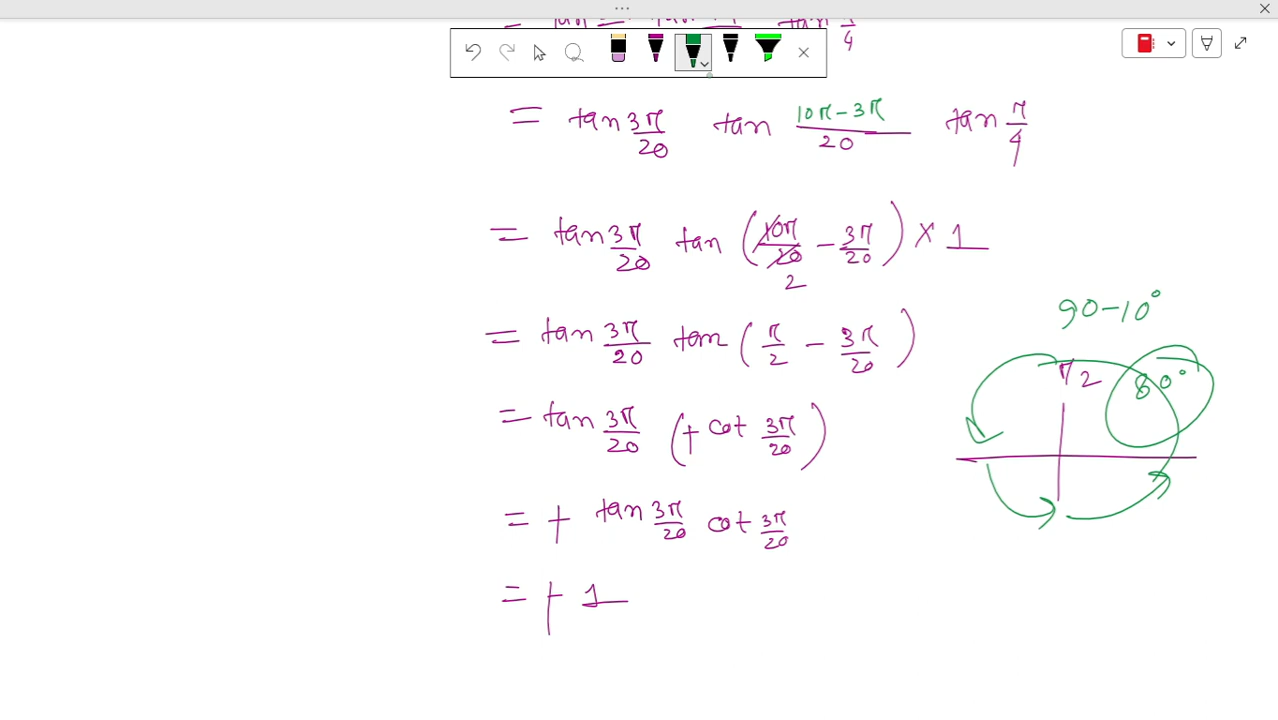 = tan 3π/20 tan (10π-3π)/20 tan π/4
= tan 3π/20 tan (10π/20 - 3π/20) × 1
2
= tan 3π/20 tan (π/2 - 3π/20)
90-10°
π/2 80°
= tan 3π/20 (+ cot 3π/20)
= + tan 3π/20 cot 3π/20
= + 1